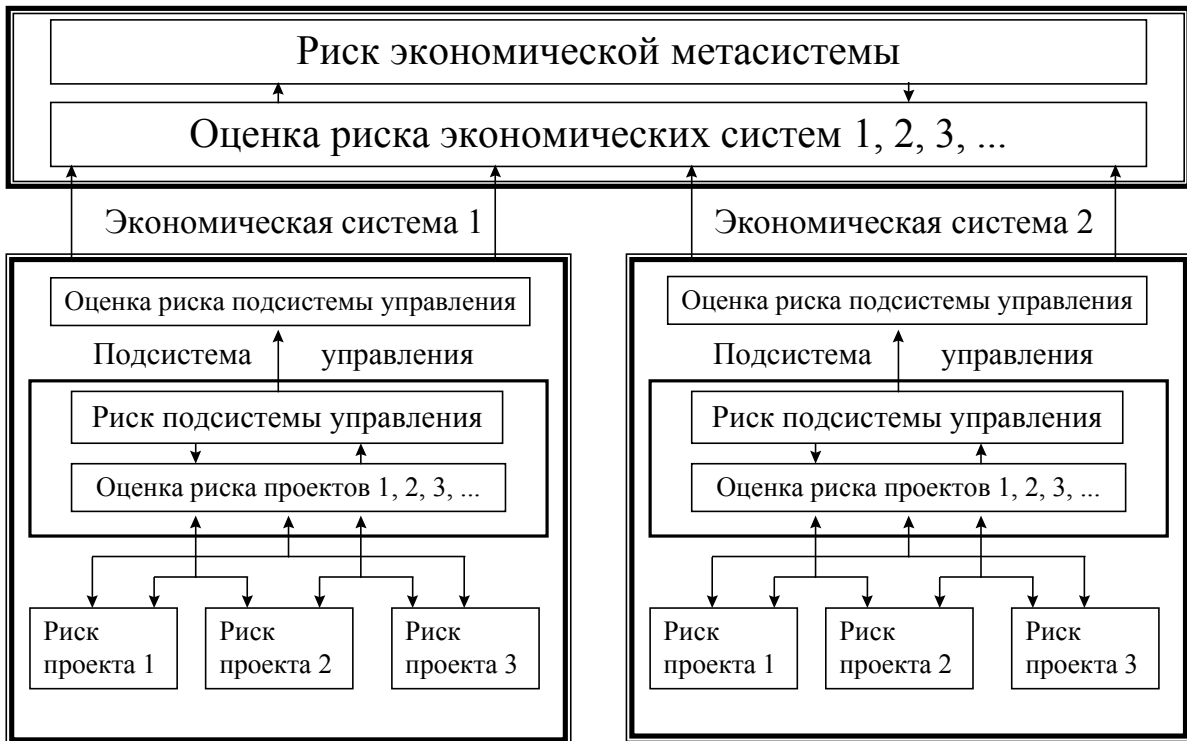 Риск экономической метасистемы
Оценка риска экономических систем 1, 2, 3, ...
Экономическая система 1
Оценка риска подсистемы управления
Подсистема управления
Риск подсистемы управления
Оценка риска проектов 1, 2, 3, ...
Риск
проекта 1
Риск
проекта 2
Риск
проекта 3
Экономическая система 2
Оценка риска подсистемы управления
Подсистема управления
Риск подсистемы управления
Оценка риска проектов 1, 2, 3, ...
Риск
проекта 1
Риск
проекта 2
Риск
проекта 3